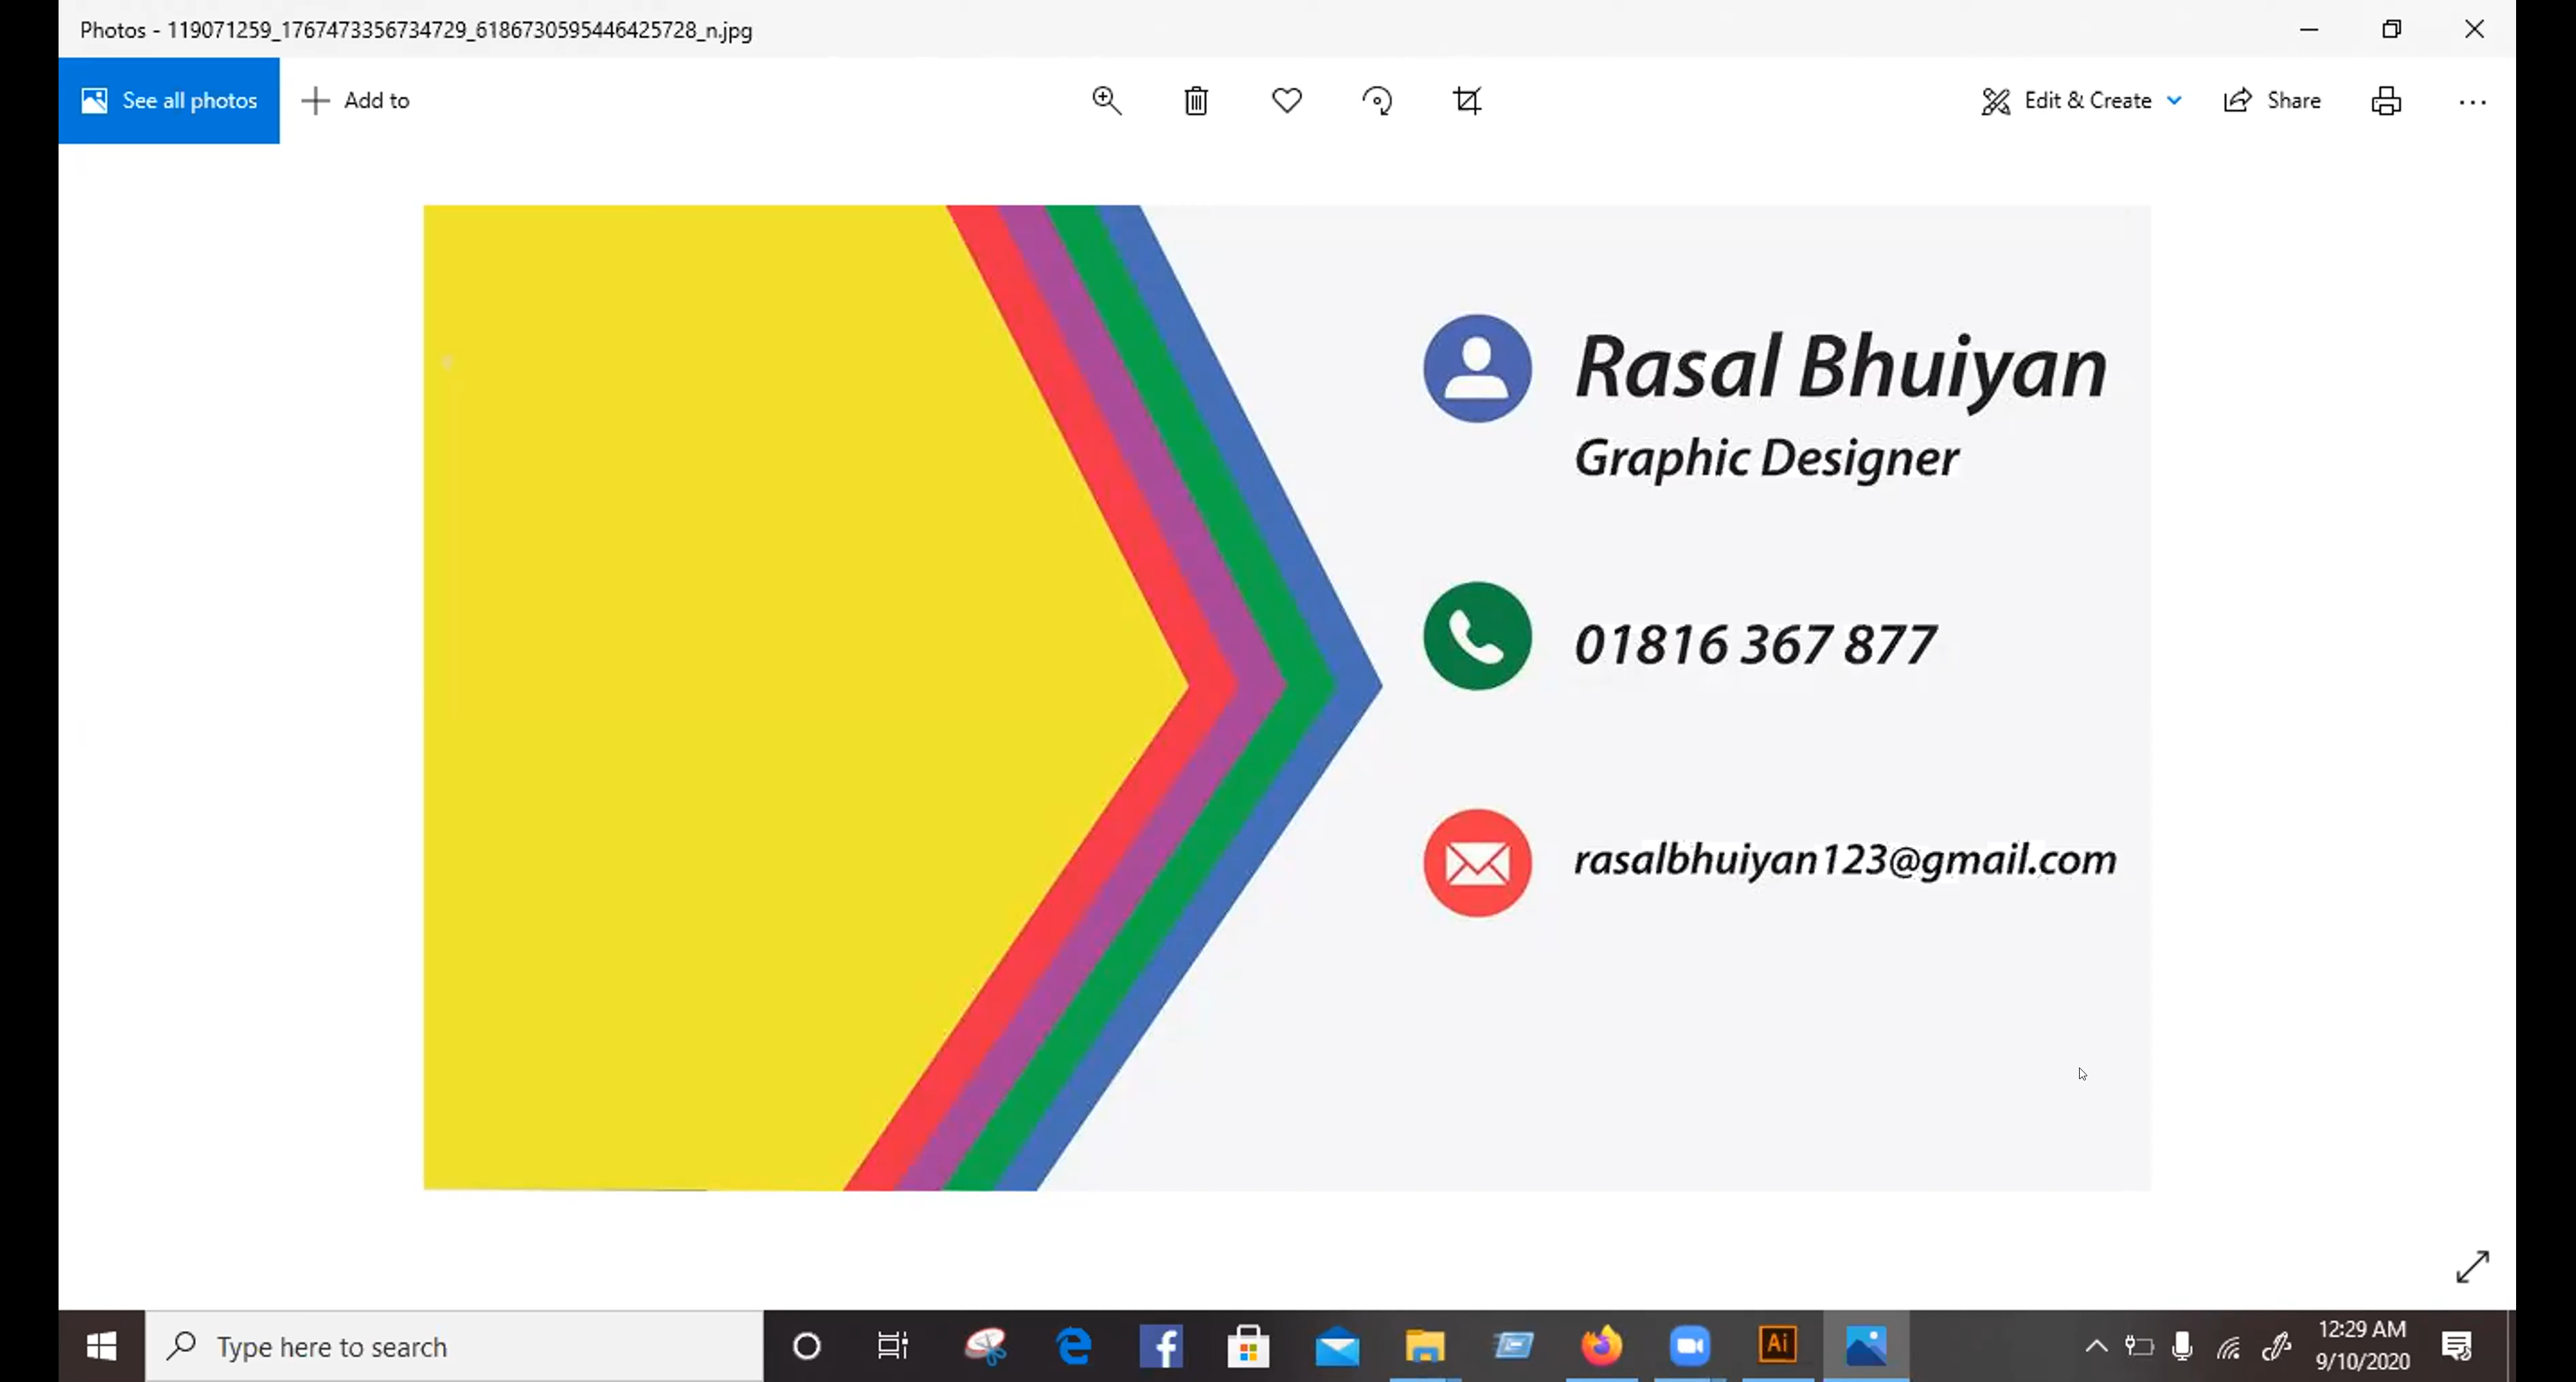 Photos - 119071259_1767473356734729_6186730595446425728_n.jpg
See all photos
Add to
Edit & Create
Share
Rasal Bhuiyan
Graphic Designer
01816 367 877
rasalbhuiyan123@gmail.com
Type here to search
Ai
12:29 AM
9/10/2020